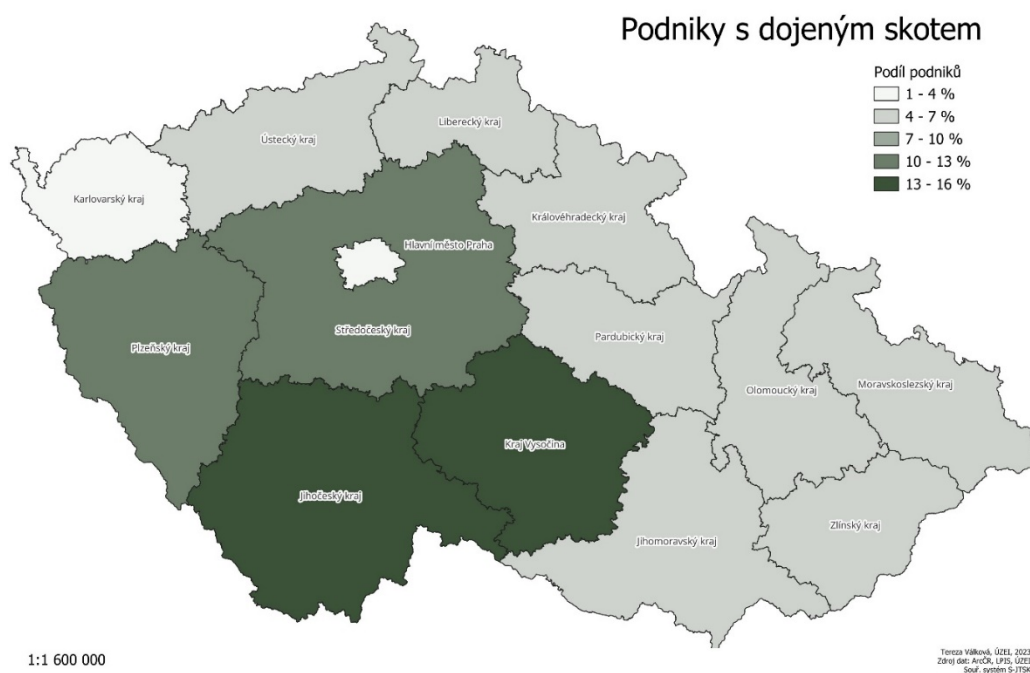 Podniky s dojeným skotem
Podíl podniků
1 - 4 %
4 - 7 %
7 - 10 %
10 - 13 %
13 - 16 %
Liberecký kraj
Ústecký kraj
Karlovarský kraj
Královéhradecký kraj
Hlavní město Praha
Středočeský kraj
Pardubický kraj
Plzeňský kraj
Moravskoslezský kraj
Olomoucký kraj
Kraj Vysočina
Jihočeský kraj
Zlínský kraj
Jihomoravský kraj
1:1 600 000
Tereza Válková, ÚZEI, 2023
Zdroj dat: ArcČR, LPIS, ÚZEI
Souř. systém S-JTSK